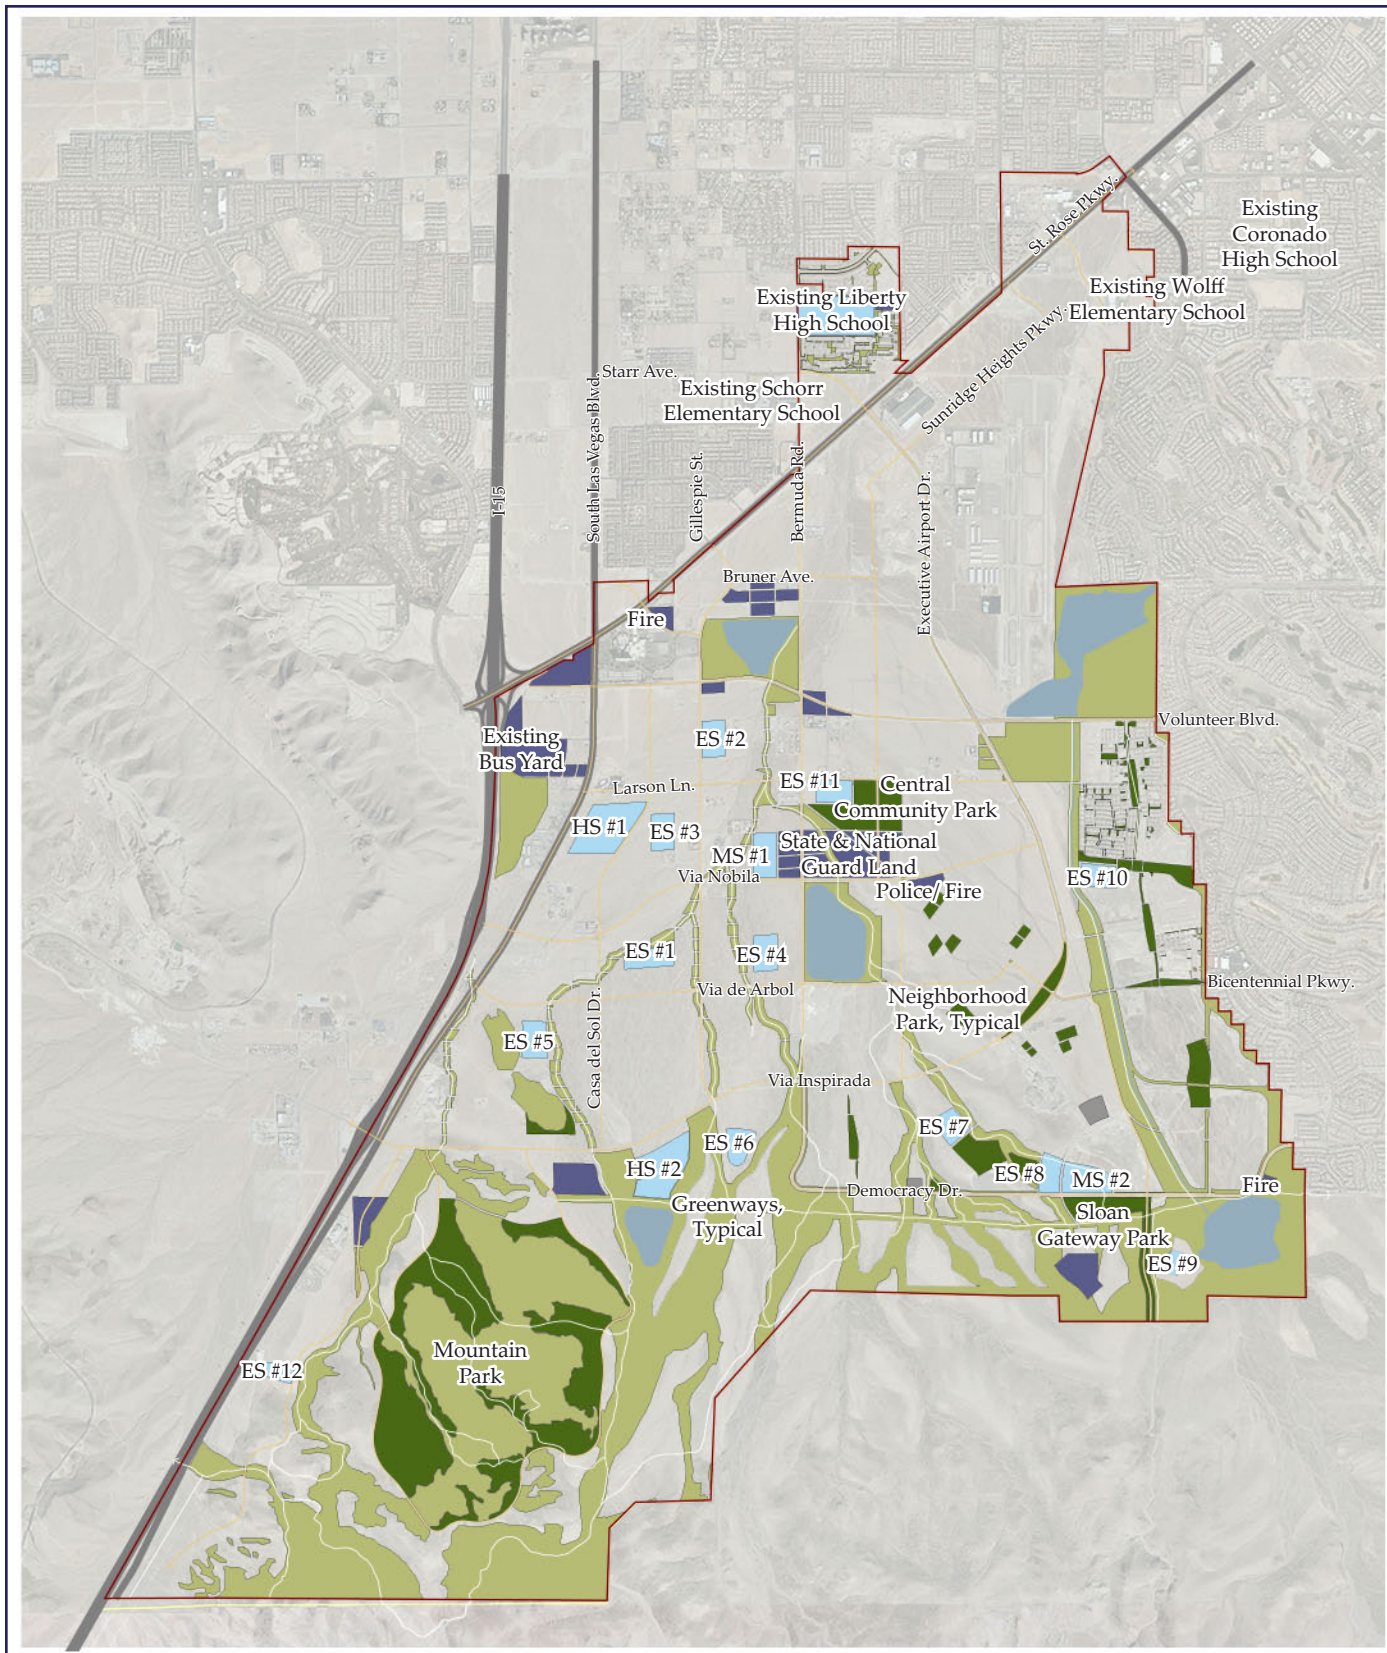 St. Rose Pkwy.
Existing
Coronado
High School
Existing Wolff
Elementary School
Existing Liberty
High School
Sunridge Heights Pkwy.
Starr Ave.
Existing Schorr
Elementary School
I-15
South Las Vegas Blvd.
Gillespie St.
Bermuda Rd.
Executive Airport Dr.
Bruner Ave.
Fire
Volunteer Blvd.
ES #2
Existing
Bus Yard
Larson Ln.
ES #11
Central
Community Park
HS #1
ES #3
MS #1
State & National
Guard Land
Via Nobila
Police/ Fire
ES #10
ES #1
ES #4
Via de Arbol
Bicentennial Pkwy.
Neighborhood
Park, Typical
ES #5
Casa del Sol Dr.
Via Inspirada
ES #7
ES #6
HS #2
ES #8
MS #2
Democracy Dr.
Fire
Greenways,
Typical
Sloan
Gateway Park
ES #9
Mountain
Park
ES #12